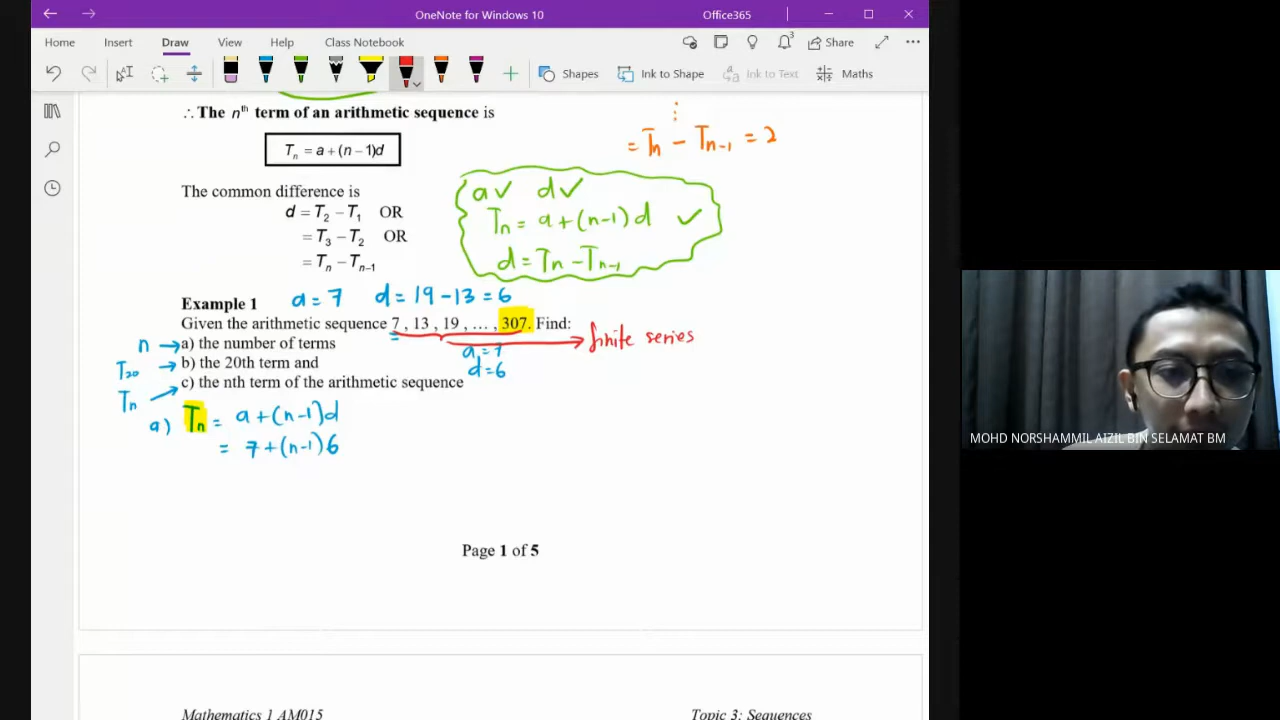 OneNote for Windows 10
Office365
Home Insert Draw View Help Class Notebook
3
Share
Shapes Ink to Shape Ink to Text Maths
∴ The nth term of an arithmetic sequence is
⋮
= Tn − Tn−1 = 2
Tn = a + (n − 1)d
The common difference is
a✓ d✓
d = T2 − T1 OR
Tn = a + (n−1)d ✓
= T3 − T2 OR
d = Tn − Tn−1
= Tn − Tn−1
Example 1 a = 7 d = 19 − 13 = 6
Given the arithmetic sequence 7 , 13 , 19 , … , 307. Find:
finite series
n → a) the number of terms
a = 7
T20 → b) the 20th term and
d = 6
Tn → c) the nth term of the arithmetic sequence
a) Tn = a + (n−1)d
= 7 + (n−1)6
MOHD NORSHAMMIL AIZIL BIN SELAMAT BM
Page 1 of 5
Mathematics 1 AM015
Topic 3: Sequences